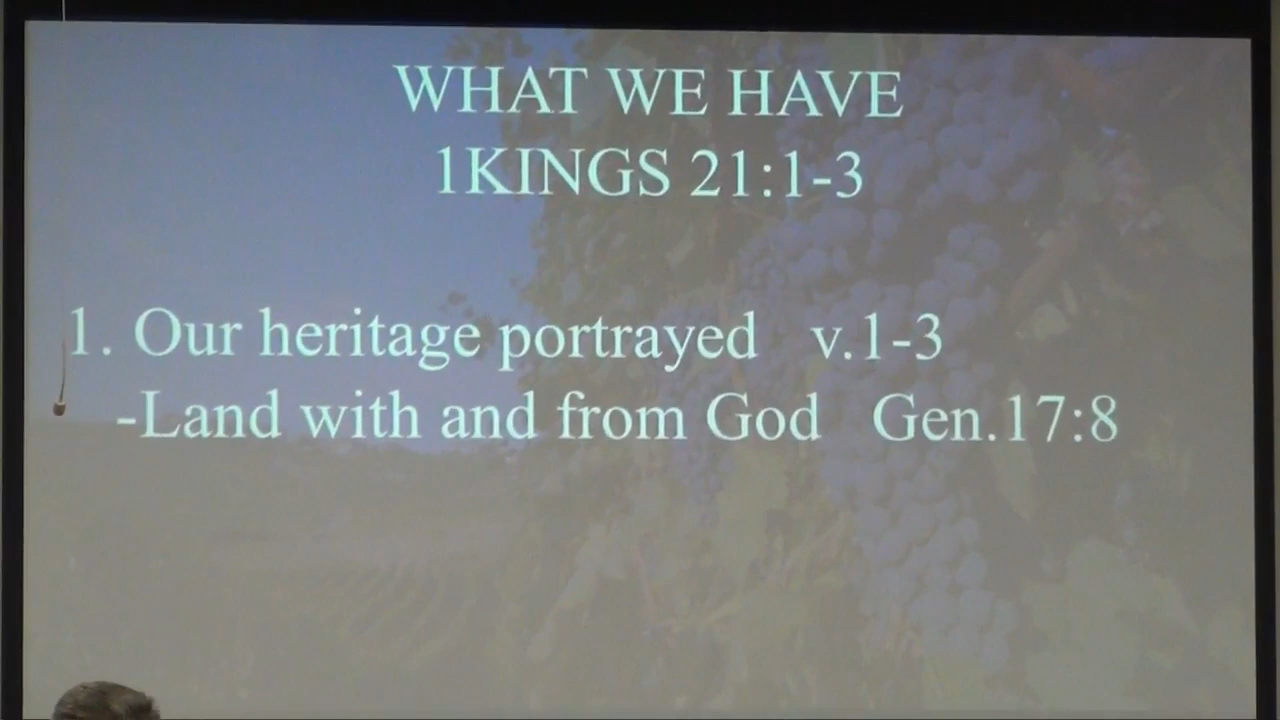 WHAT WE HAVE
1KINGS 21:1-3
1. Our heritage portrayed v.1-3
-Land with and from God Gen.17:8